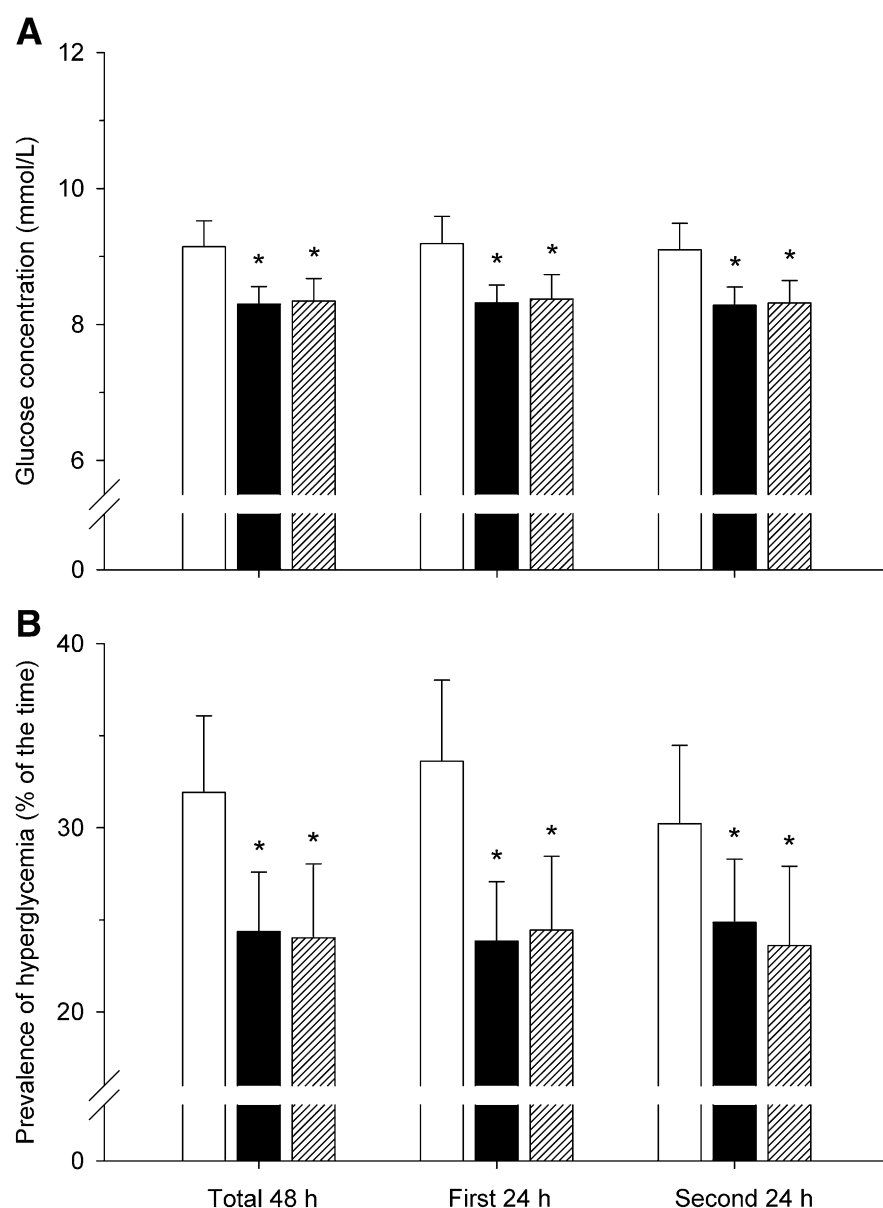 A
Glucose concentration (mmol/L)
12
10
8
6
0
* * * * * *
B
Prevalence of hyperglycemia (% of the time)
40
30
20
0
* * * * * *
Total 48 h First 24 h Second 24 h